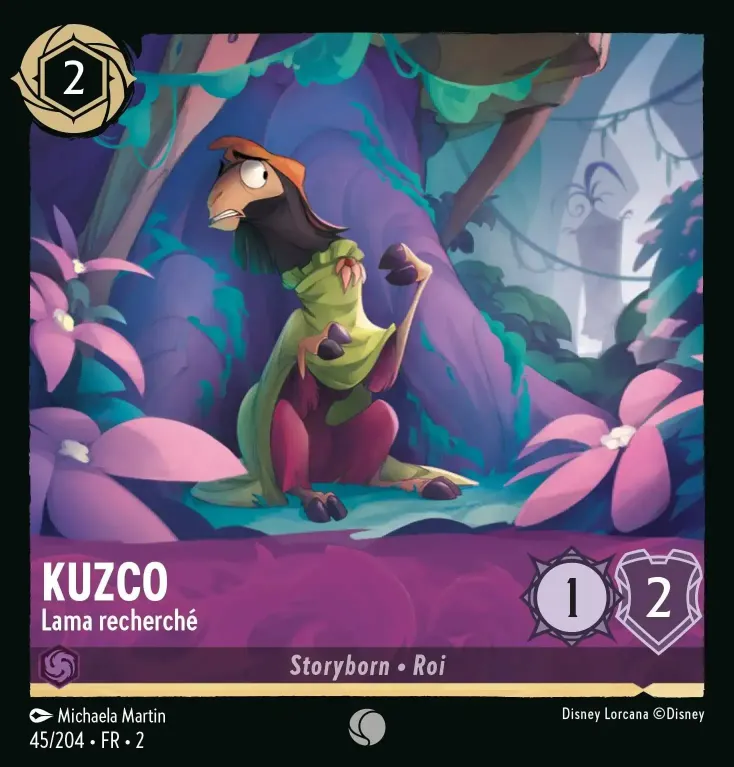 2
KUZCO
Lama recherché
1
2
Storyborn • Roi
Michaela Martin
Disney Lorcana ©Disney
45/204 • FR • 2